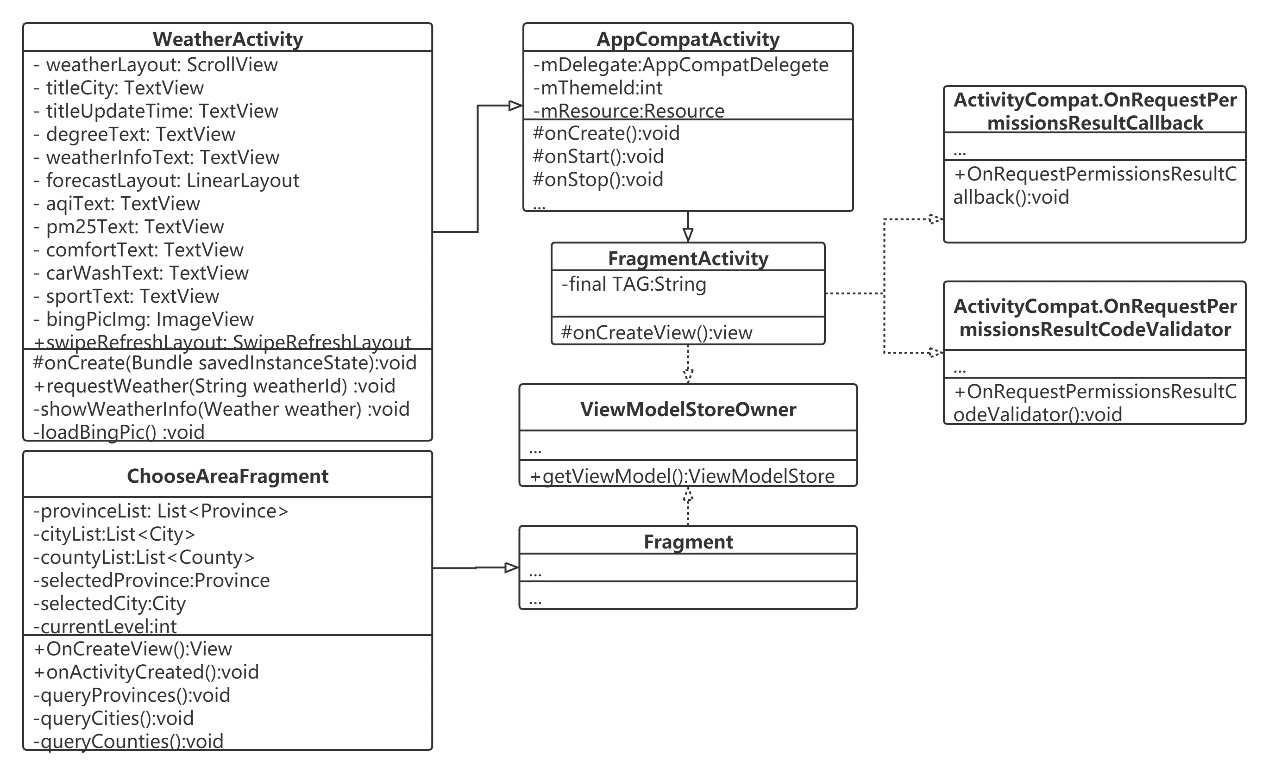 WeatherActivity
- weatherLayout: ScrollView
- titleCity: TextView
- titleUpdateTime: TextView
- degreeText: TextView
- weatherInfoText: TextView
- forecastLayout: LinearLayout
- aqiText: TextView
- pm25Text: TextView
- comfortText: TextView
- carWashText: TextView
- sportText: TextView
- bingPicImg: ImageView
+swipeRefreshLayout: SwipeRefreshLayout
#onCreate(Bundle savedInstanceState):void
+requestWeather(String weatherId) :void
-showWeatherInfo(Weather weather) :void
-loadBingPic() :void
AppCompatActivity
-mDelegate:AppCompatDelegete
-mThemeId:int
-mResource:Resource
#onCreate():void
#onStart():void
#onStop():void
...
ActivityCompat.OnRequestPer
missionsResultCallback
...
+OnRequestPermissionsResultC
allback():void
FragmentActivity
-final TAG:String
#onCreateView():view
ActivityCompat.OnRequestPer
missionsResultCodeValidator
...
+OnRequestPermissionsResultC
odeValidator():void
ViewModelStoreOwner
...
+getViewModel():ViewModelStore
ChooseAreaFragment
-provinceList: List<Province>
-cityList:List<City>
-countyList:List<County>
-selectedProvince:Province
-selectedCity:City
-currentLevel:int
+OnCreateView():View
+onActivityCreated():void
-queryProvinces():void
-queryCities():void
-queryCounties():void
Fragment
...
...